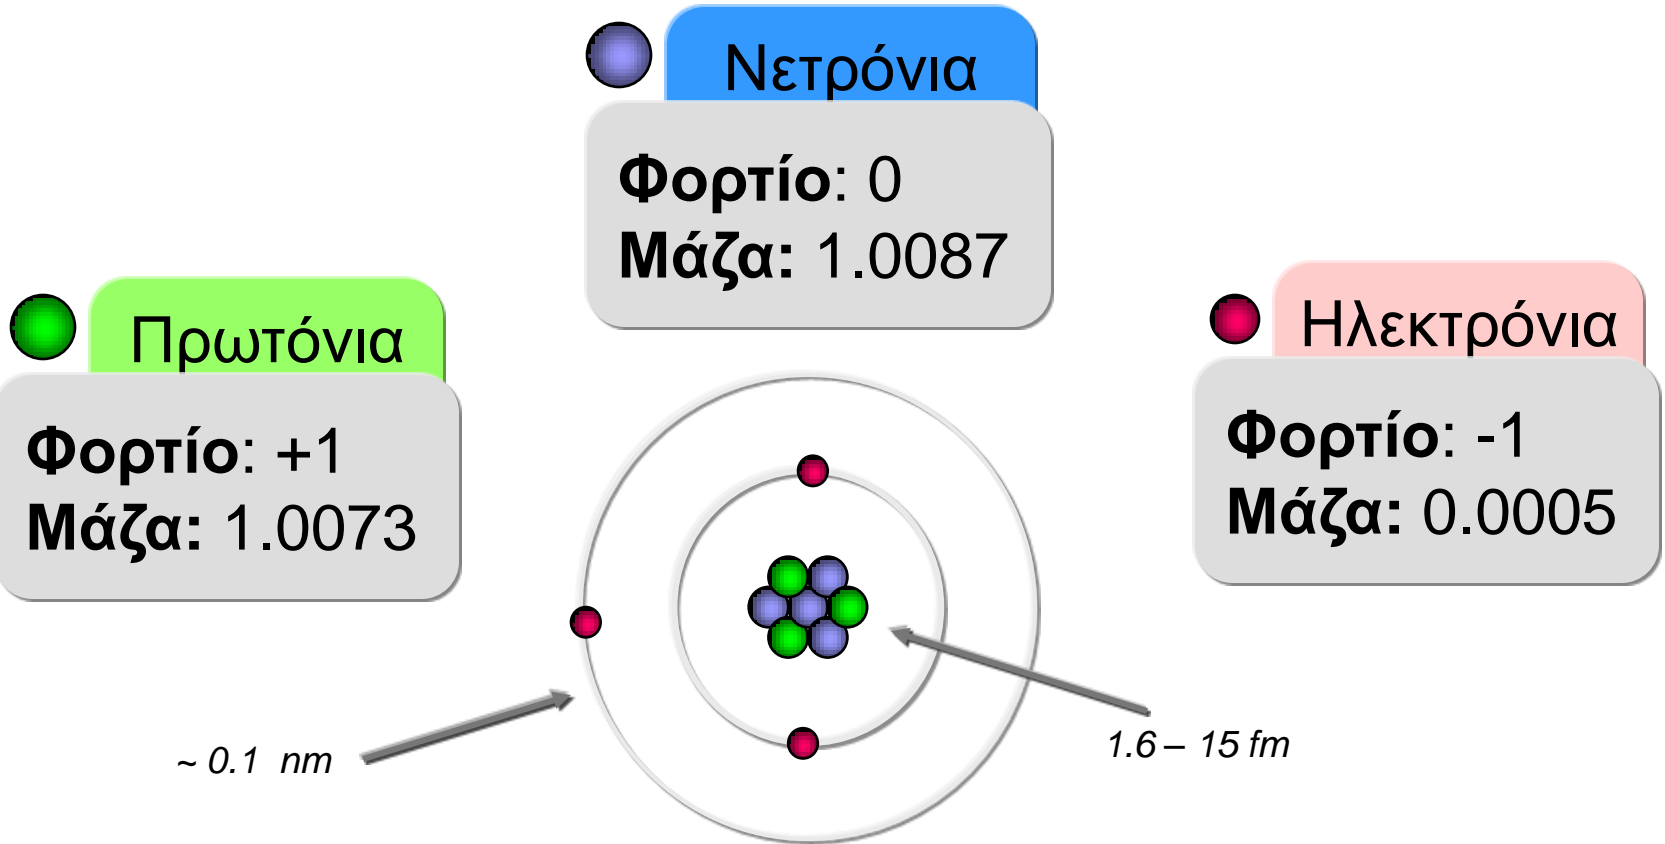 Νετρόνια
Φορτίο: 0
Μάζα: 1.0087
Πρωτόνια
Φορτίο: +1
Μάζα: 1.0073
Ηλεκτρόνια
Φορτίο: -1
Μάζα: 0.0005
~ 0.1 nm
1.6 – 15 fm